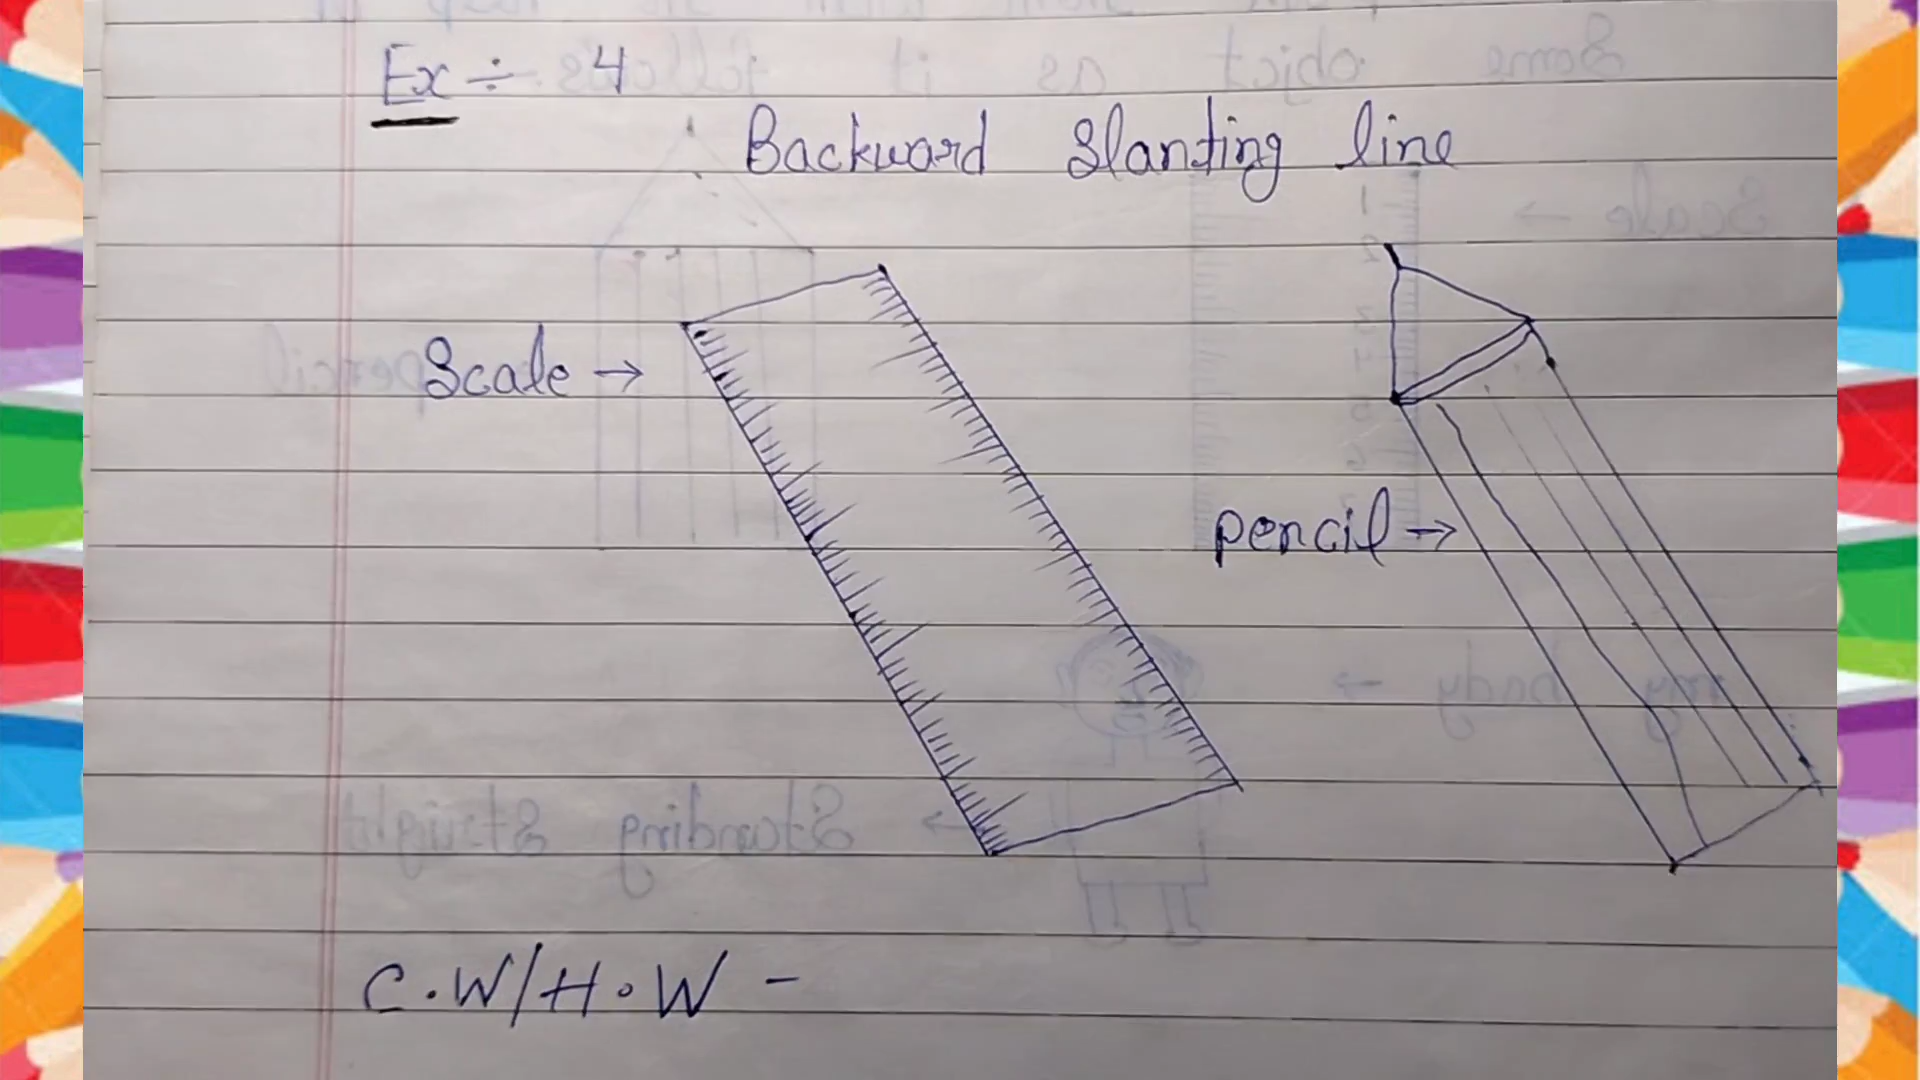 Ex ÷ 4
Backward Slanting line
Scale →
pencil →
C.W/H.W -